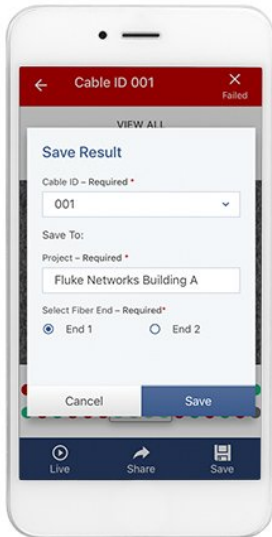 Cable ID 001
Failed
VIEW ALL
Save Result
Cable ID – Required *
001
Save To:
Project – Required *
Fluke Networks Building A
Select Fiber End – Required*
End 1 End 2
Cancel Save
Live Share Save